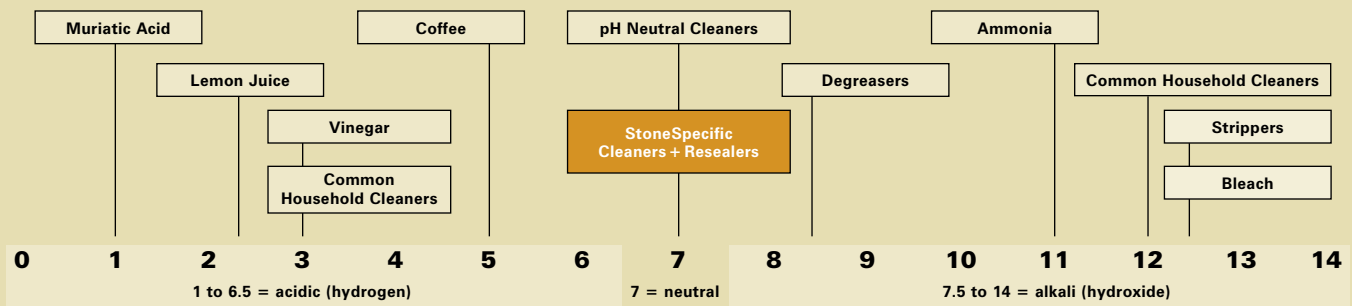 Muriatic Acid
Coffee
pH Neutral Cleaners
Ammonia
Lemon Juice
Degreasers
Common Household Cleaners
Vinegar
StoneSpecific
Cleaners + Resealers
Strippers
Common
Household Cleaners
Bleach
0 1 2 3 4 5 6 7 8 9 10 11 12 13 14
1 to 6.5 = acidic (hydrogen)
7 = neutral
7.5 to 14 = alkali (hydroxide)